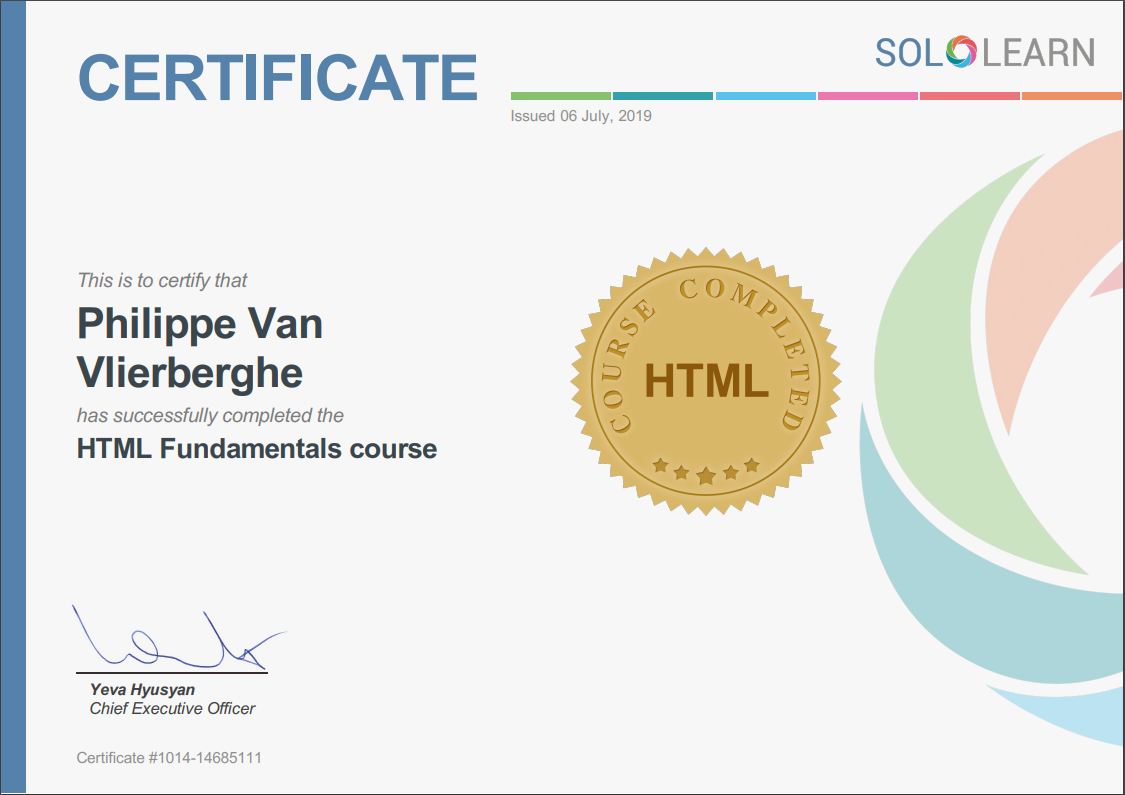 CERTIFICATE
SOLOLEARN
Issued 06 July, 2019
This is to certify that
Philippe Van
Vlierberghe
has successfully completed the
HTML Fundamentals course
COURSE COMPLETED
HTML
Yeva Hyusyan
Chief Executive Officer
Certificate #1014-14685111